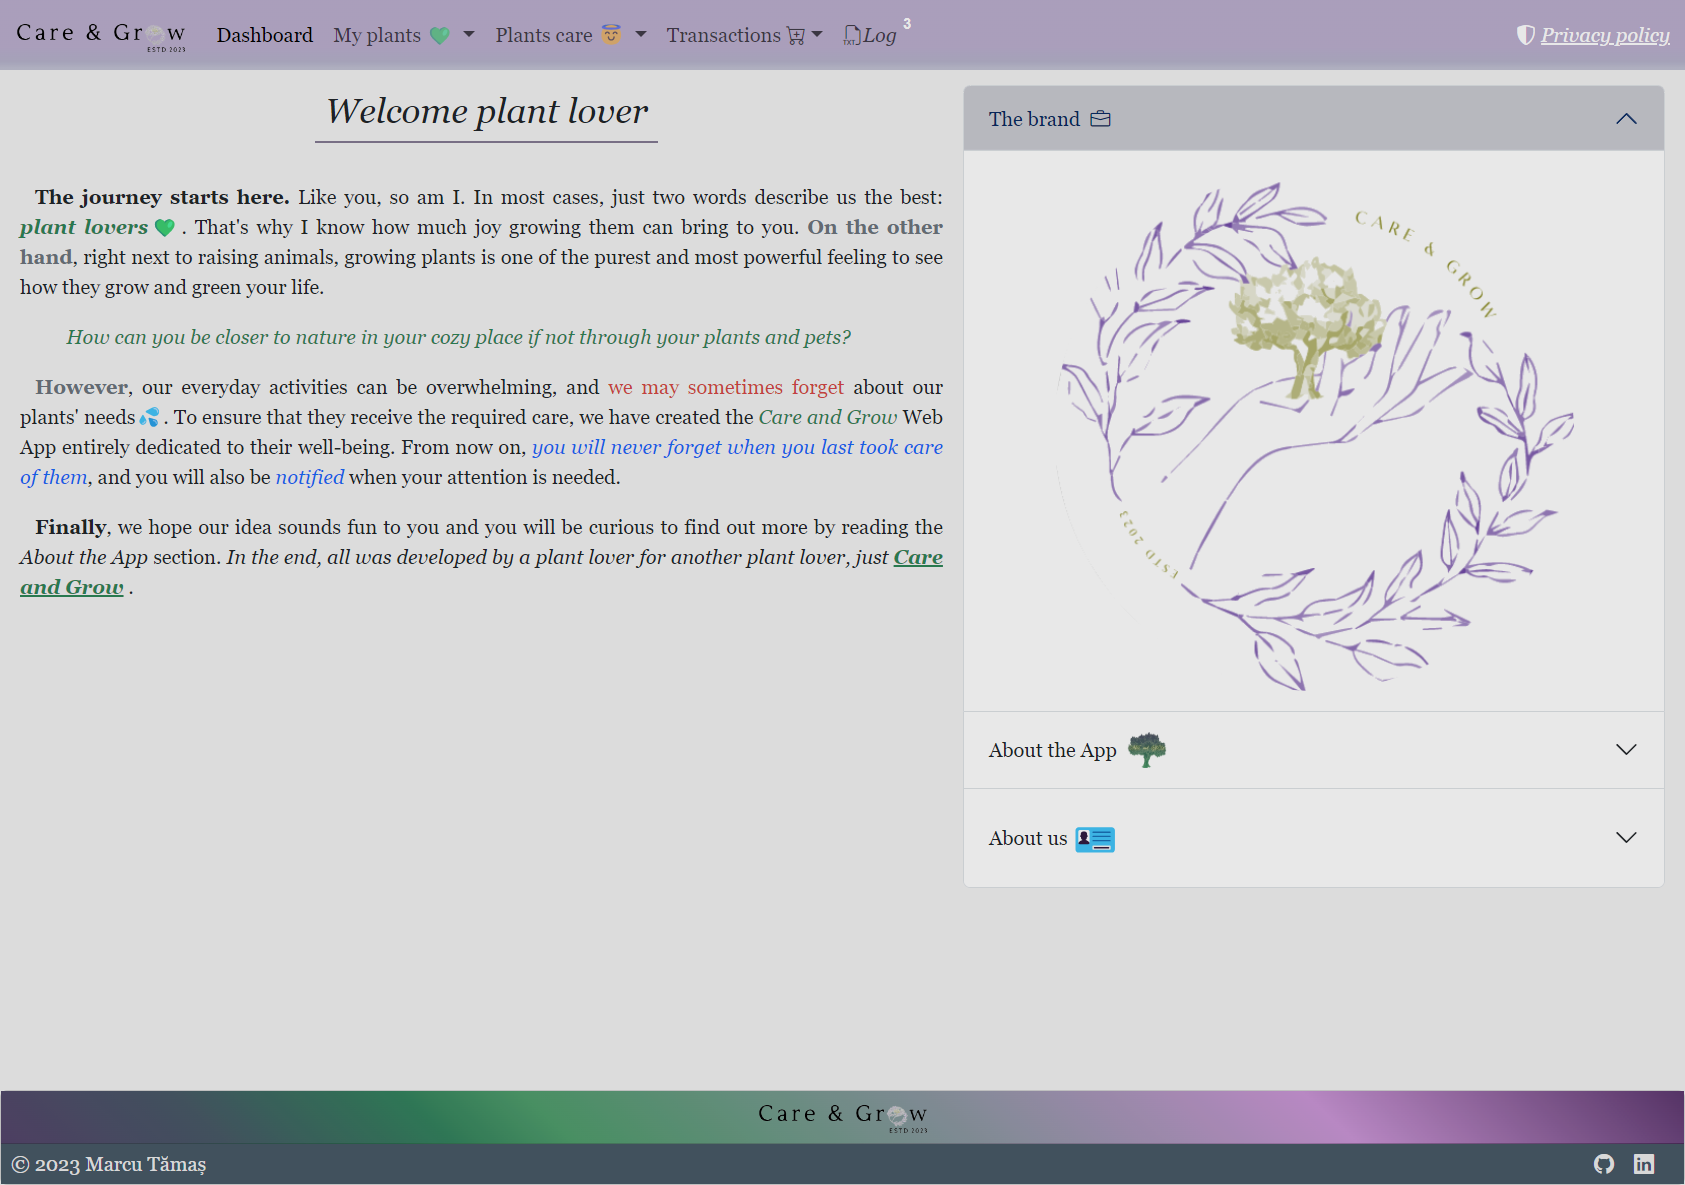 Care & Grow
ESTD 2023
Dashboard
My plants
Plants care
Transactions
TXT
Log
3
Privacy policy
Welcome plant lover
The journey starts here. Like you, so am I. In most cases, just two words describe us the best:
plant lovers . That's why I know how much joy growing them can bring to you. On the other
hand, right next to raising animals, growing plants is one of the purest and most powerful feeling to see
how they grow and green your life.
How can you be closer to nature in your cozy place if not through your plants and pets?
However, our everyday activities can be overwhelming, and we may sometimes forget about our
plants' needs . To ensure that they receive the required care, we have created the Care and Grow Web
App entirely dedicated to their well-being. From now on, you will never forget when you last took care
of them, and you will also be notified when your attention is needed.
Finally, we hope our idea sounds fun to you and you will be curious to find out more by reading the
About the App section. In the end, all was developed by a plant lover for another plant lover, just Care
and Grow .
The brand
CARE & GROW
ESTD 2023
About the App
About us
Care & Grow
ESTD 2023
© 2023 Marcu Tămaș
in